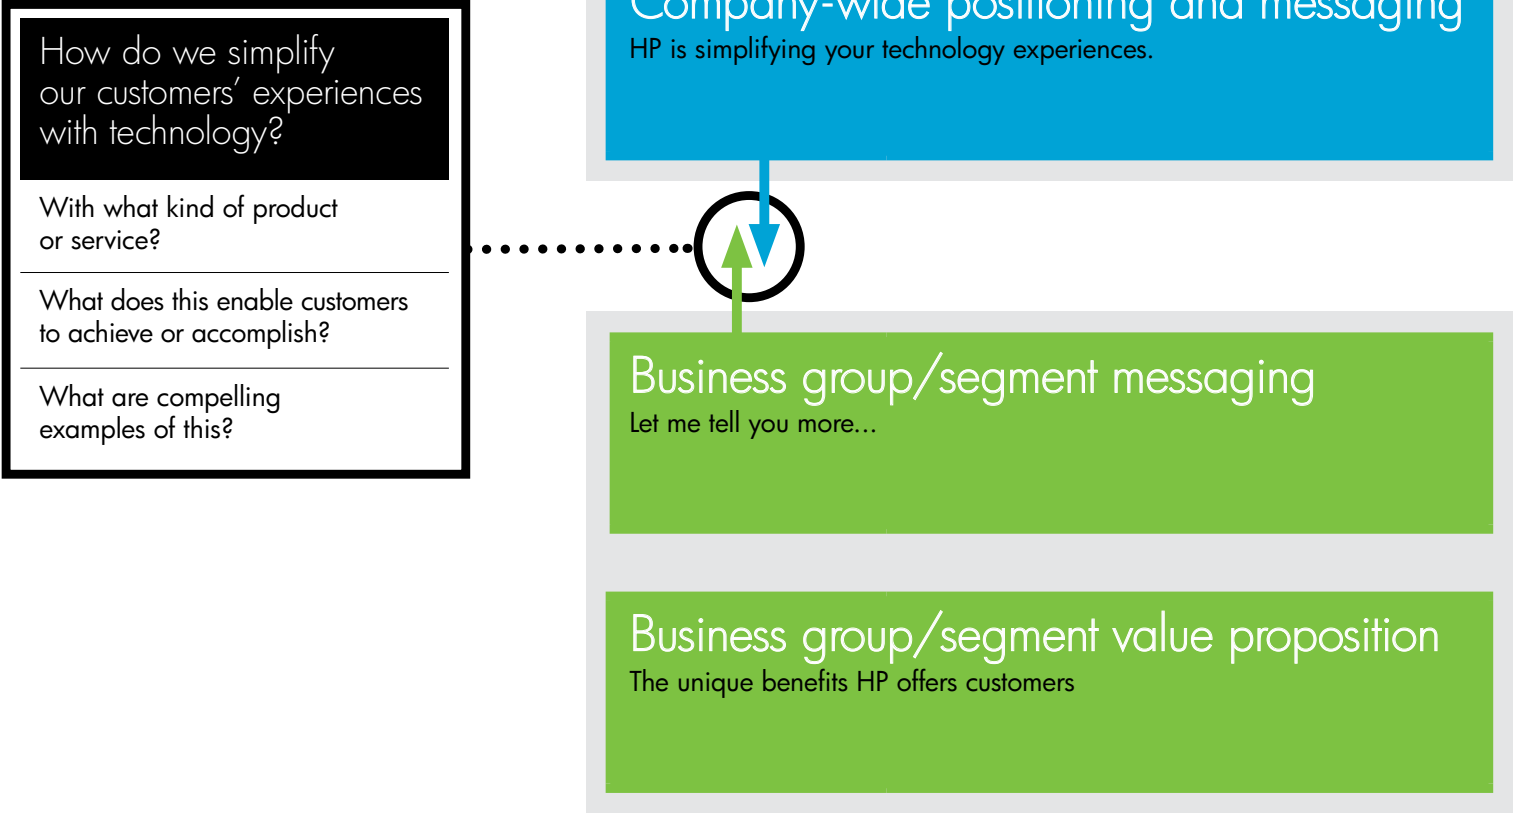 How do we simplify
our customers’ experiences
with technology?
With what kind of product
or service?
What does this enable customers
to achieve or accomplish?
What are compelling
examples of this?
Company-wide positioning and messaging
HP is simplifying your technology experiences.
Business group/segment messaging
Let me tell you more...
Business group/segment value proposition
The unique benefits HP offers customers